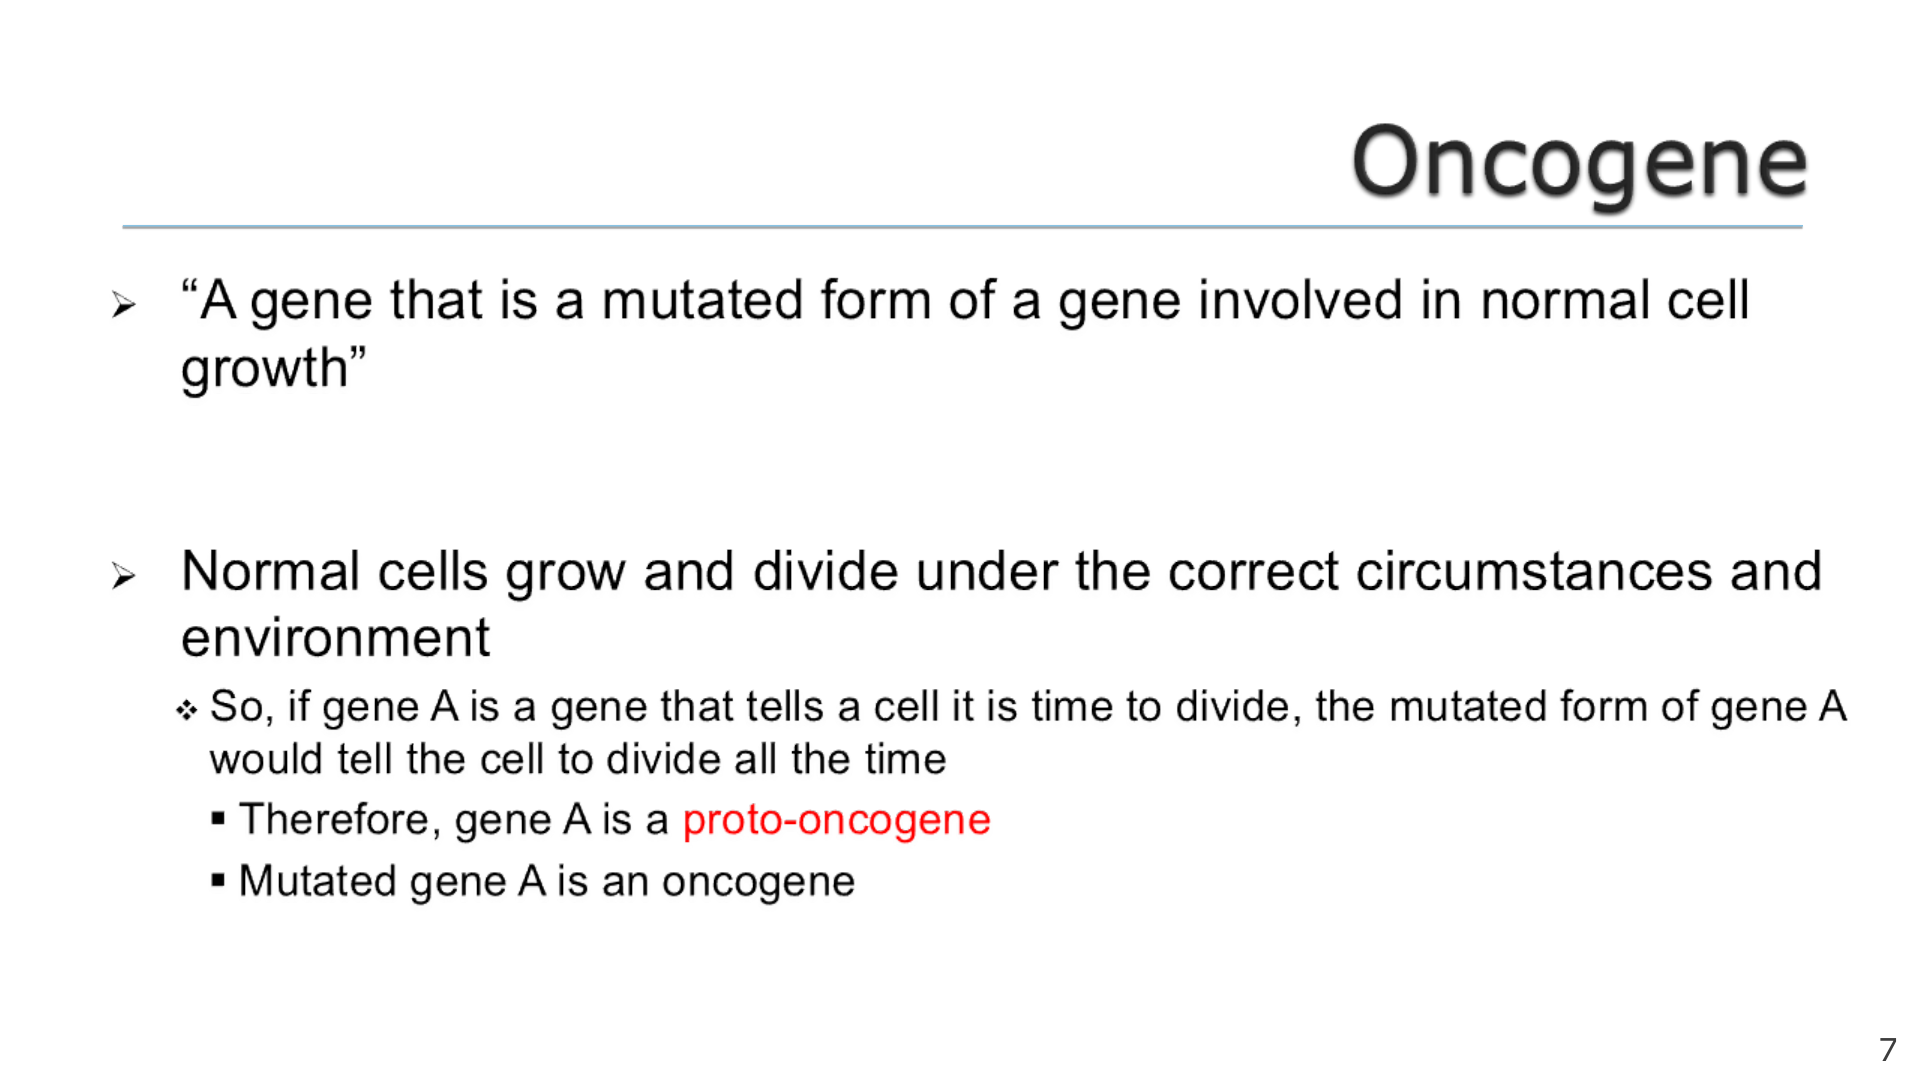 Oncogene
➢ “A gene that is a mutated form of a gene involved in normal cell
growth”
➢ Normal cells grow and divide under the correct circumstances and
environment
❖ So, if gene A is a gene that tells a cell it is time to divide, the mutated form of gene A
would tell the cell to divide all the time
▪ Therefore, gene A is a proto-oncogene
▪ Mutated gene A is an oncogene
7